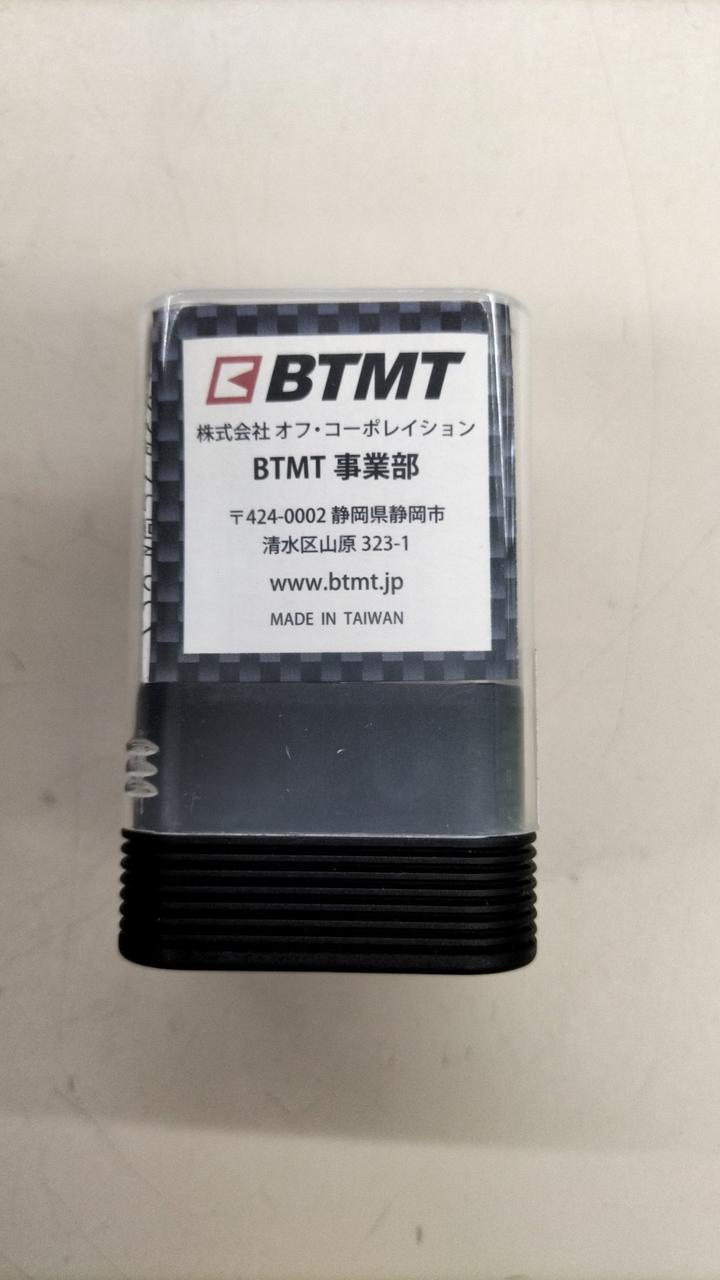 BTMT
株式会社 オフ・コーポレイション
BTMT 事業部
〒424-0002 静岡県静岡市
清水区山原 323-1
www.btmt.jp
MADE IN TAIWAN